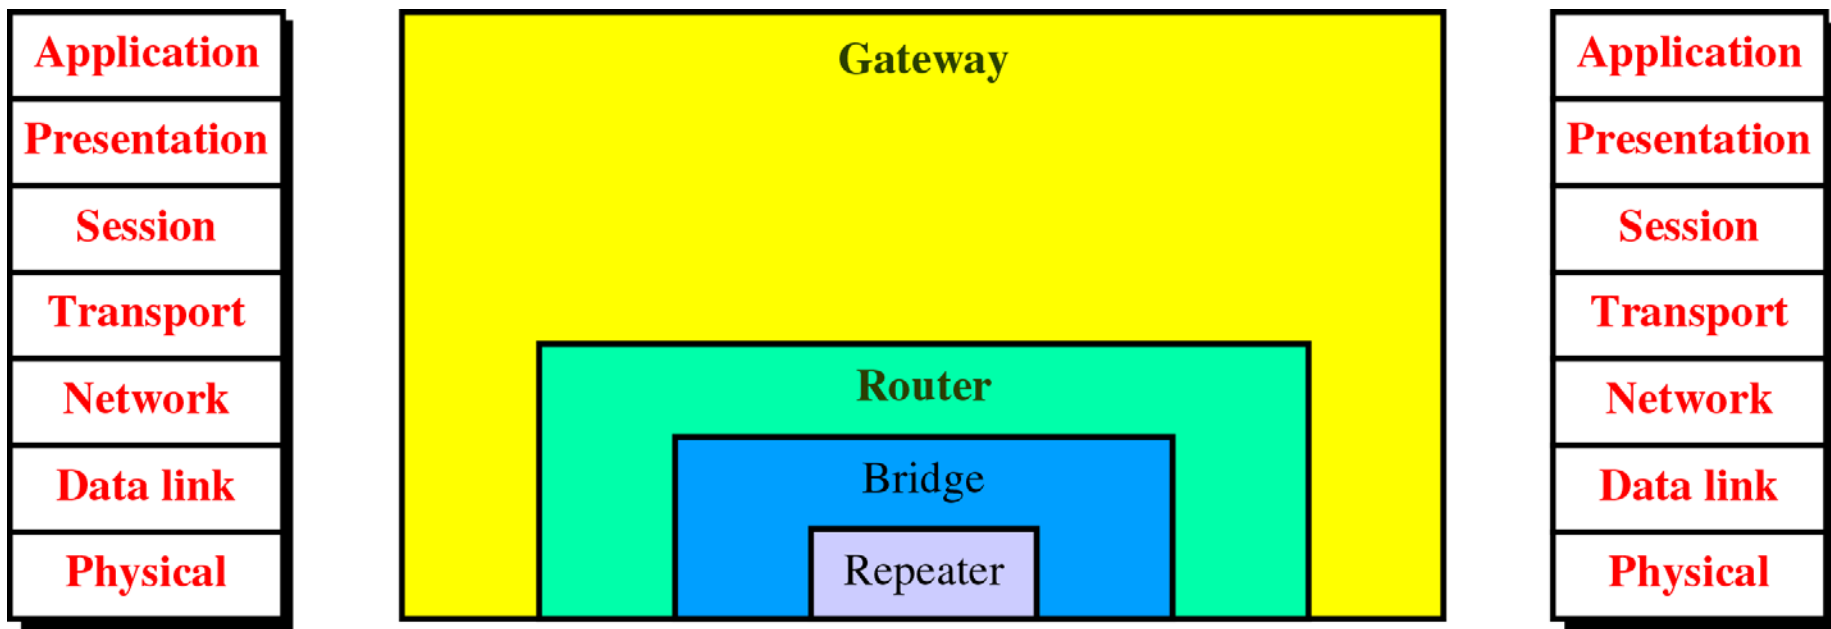 Application
Presentation
Session
Transport
Network
Data link
Physical
Gateway
Router
Bridge
Repeater
Application
Presentation
Session
Transport
Network
Data link
Physical